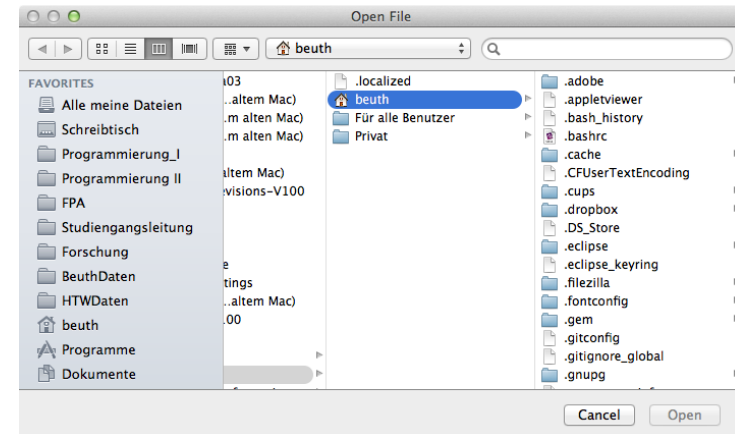 Open File
beuth
FAVORITES
Alle meine Dateien
Schreibtisch
Programmierung_I
Programmierung II
FPA
Studiengangsleitung
Forschung
BeuthDaten
HTWDaten
beuth
Programme
Dokumente
03
..altem Mac)
.m alten Mac)
.m alten Mac)
altem Mac)
evisions-V100
e
tings
..altem Mac)
.00
.localized
beuth
Für alle Benutzer
Privat
.adobe
.appletviewer
.bash_history
.bashrc
.cache
.CFUserTextEncoding
.cups
.dropbox
.DS_Store
.eclipse
.eclipse_keyring
.filezilla
.fontconfig
.gem
.gitconfig
.gitignore_global
.gnupg
Cancel
Open